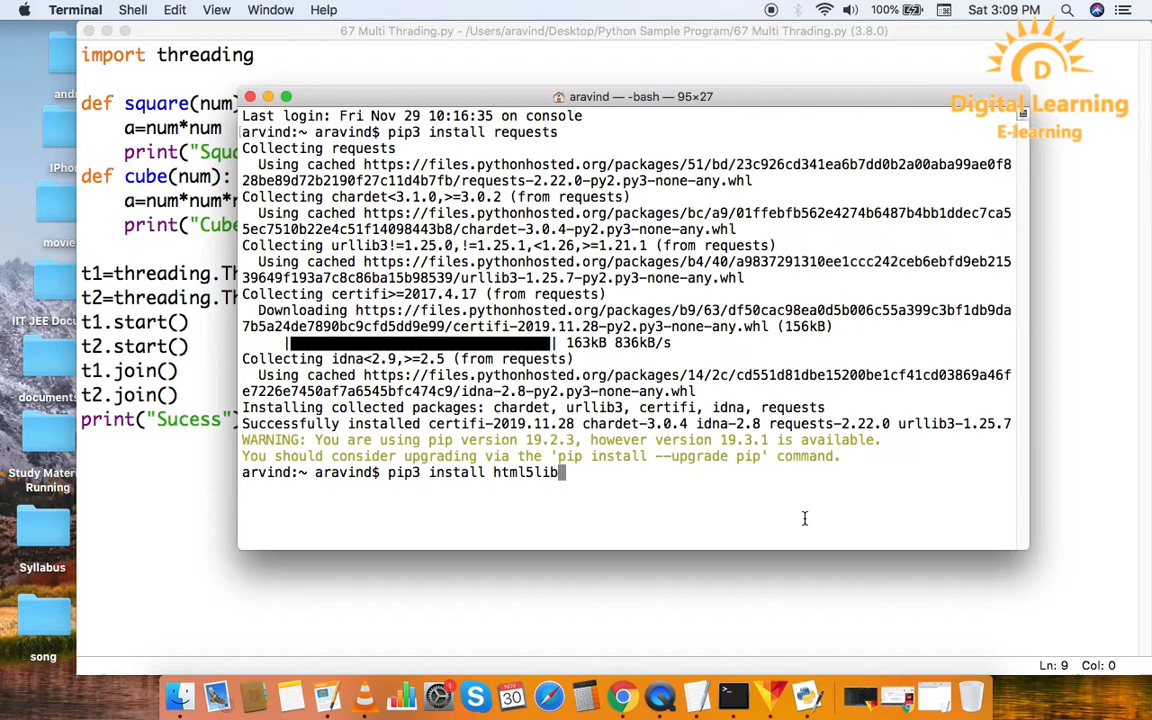 Terminal Shell Edit View Window Help 100% Sat 3:09 PM
67 Multi Thrading.py - /Users/aravind/Desktop/Python Sample Program/67 Multi Thrading.py (3.8.0)
import threading
def square(num)
a=num*num
print("Squ
def cube(num):
a=num*num*n
print("Cube
t1=threading.Th
t2=threading.Th
t1.start()
t2.start()
t1.join()
t2.join()
print("Sucess")
aravind — -bash — 95×27
Last login: Fri Nov 29 10:16:35 on console
arvind:~ aravind$ pip3 install requests
Collecting requests
Using cached https://files.pythonhosted.org/packages/51/bd/23c926cd341ea6b7dd0b2a00aba99ae0f8
28be89d72b2190f27c11d4b7fb/requests-2.22.0-py2.py3-none-any.whl
Collecting chardet<3.1.0,>=3.0.2 (from requests)
Using cached https://files.pythonhosted.org/packages/bc/a9/01ffebfb562e4274b6487b4bb1ddec7ca5
5ec7510b22e4c51f14098443b8/chardet-3.0.4-py2.py3-none-any.whl
Collecting urllib3!=1.25.0,!=1.25.1,<1.26,>=1.21.1 (from requests)
Using cached https://files.pythonhosted.org/packages/b4/40/a9837291310ee1ccc242ceb6ebfd9eb215
39649f193a7c8c86ba15b98539/urllib3-1.25.7-py2.py3-none-any.whl
Collecting certifi>=2017.4.17 (from requests)
Downloading https://files.pythonhosted.org/packages/b9/63/df50cac98ea0d5b006c55a399c3bf1db9da
7b5a24de7890bc9cfd5dd9e99/certifi-2019.11.28-py2.py3-none-any.whl (156kB)
163kB 836kB/s
Collecting idna<2.9,>=2.5 (from requests)
Using cached https://files.pythonhosted.org/packages/14/2c/cd551d81dbe15200be1cf41cd03869a46f
e7226e7450af7a6545bfc474c9/idna-2.8-py2.py3-none-any.whl
Installing collected packages: chardet, urllib3, certifi, idna, requests
Successfully installed certifi-2019.11.28 chardet-3.0.4 idna-2.8 requests-2.22.0 urllib3-1.25.7
WARNING: You are using pip version 19.2.3, however version 19.3.1 is available.
You should consider upgrading via the 'pip install --upgrade pip' command.
arvind:~ aravind$ pip3 install html5lib
D
Digital Learning
E-learning
IPhon
movie
IIT JEE Docu
documents
Study Materia
Syllabus
song
Ln: 9 Col: 0
NOV
30